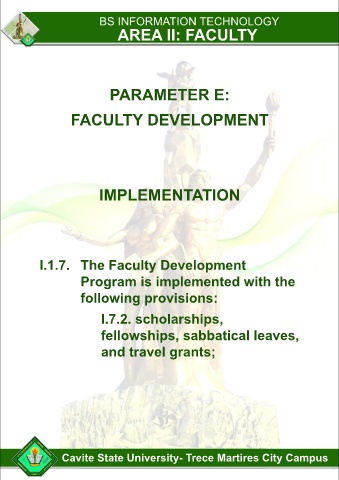 BS INFORMATION TECHNOLOGY
AREA II: FACULTY
PARAMETER E:
FACULTY DEVELOPMENT
IMPLEMENTATION
I.1.7. The Faculty Development
Program is implemented with the
following provisions:
I.7.2. scholarships,
fellowships, sabbatical leaves,
and travel grants;
Cavite State University- Trece Martires City Campus